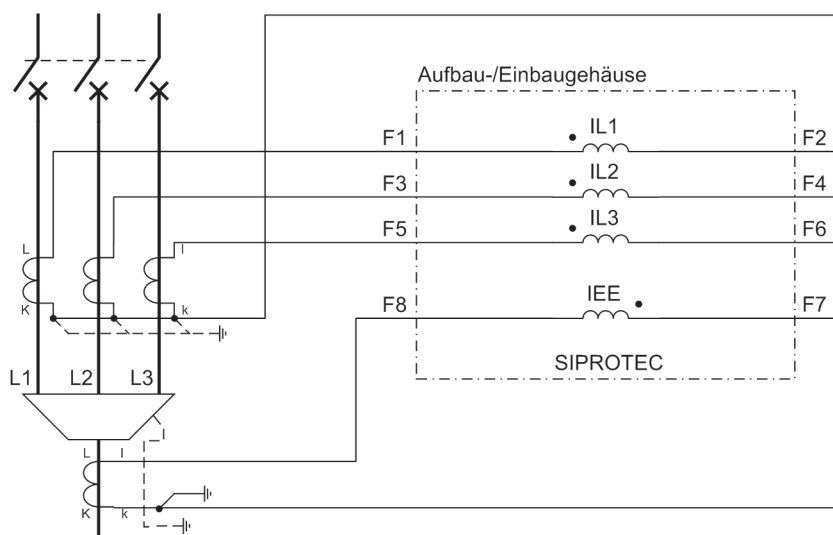 Aufbau-/Einbaugehäuse
F1 IL1 F2
F3 IL2 F4
F5 IL3 F6
L l
K k
F8 IEE F7
SIPROTEC
L1 L2 L3
L l
K k